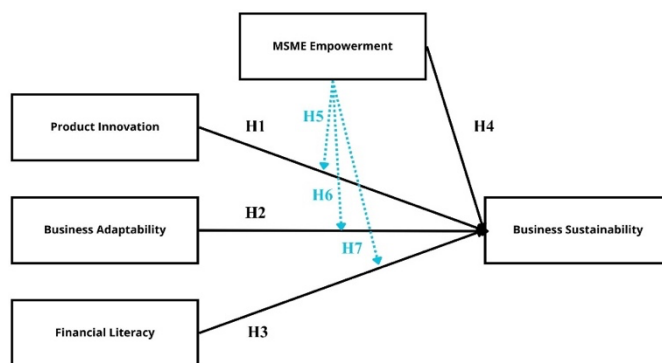 MSME Empowerment
Product Innovation
H1
H5
H4
H6
Business Adaptability
H2
Business Sustainability
H7
Financial Literacy
H3